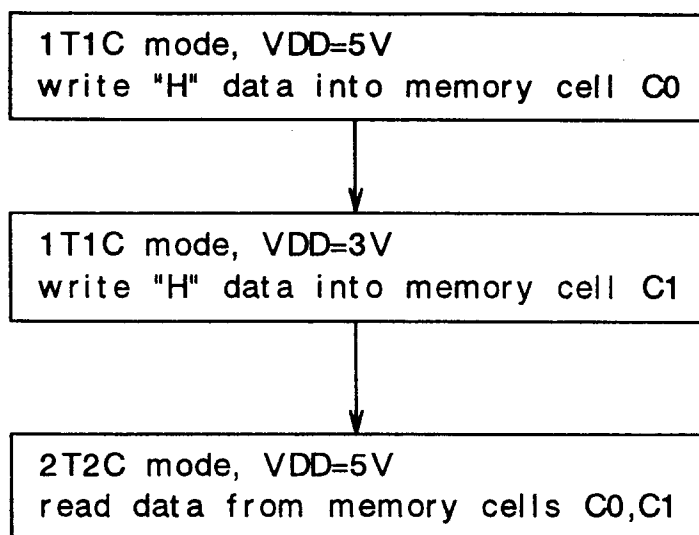 1T1C mode, VDD=5V
write "H" data into memory cell C0
1T1C mode, VDD=3V
write "H" data into memory cell C1
2T2C mode, VDD=5V
read data from memory cells C0,C1